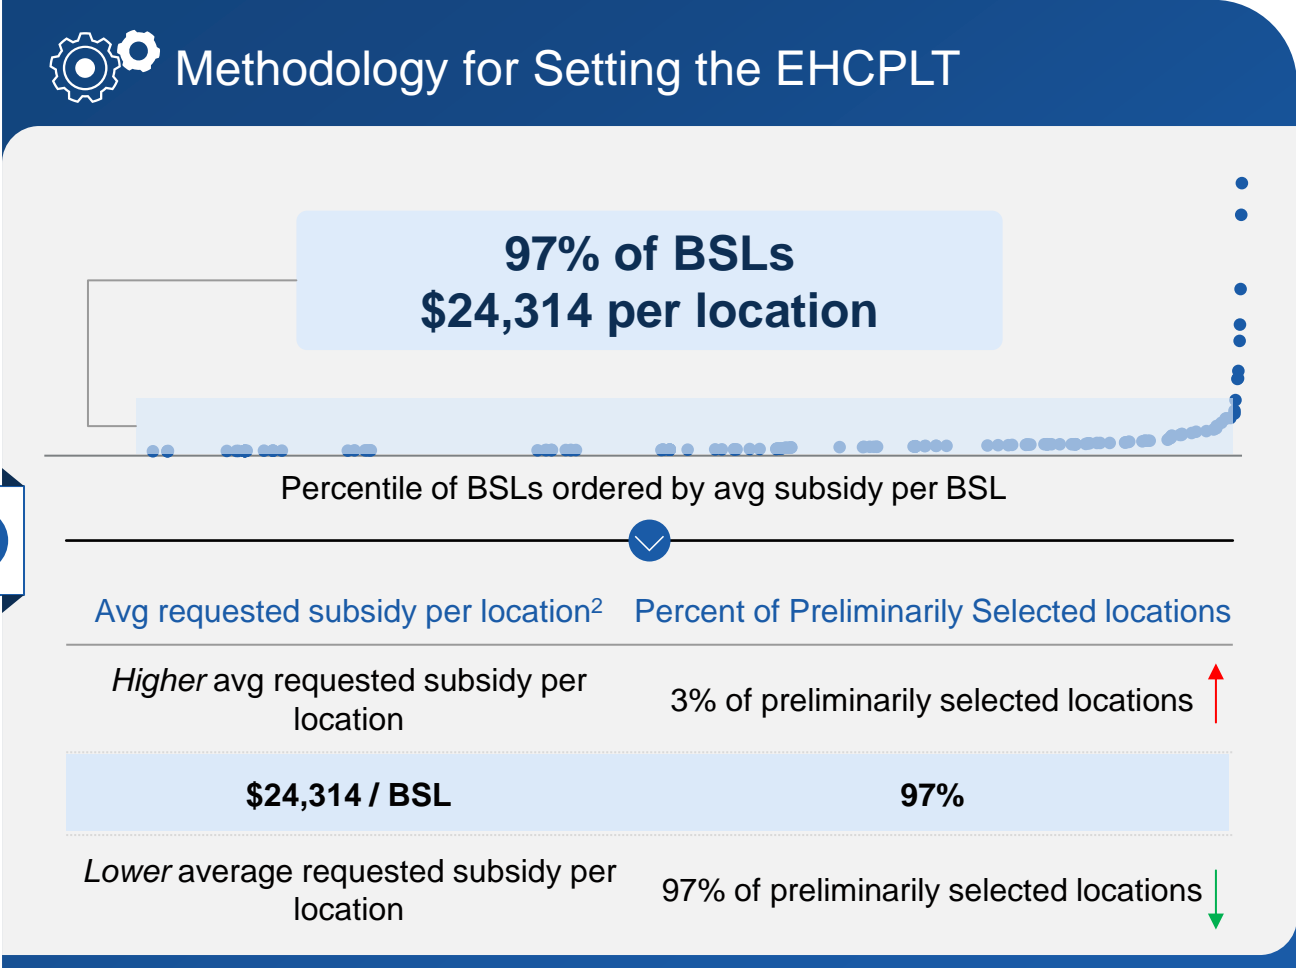 Methodology for Setting the EHCPLT
97% of BSLs
$24,314 per location
Percentile of BSLs ordered by avg subsidy per BSL
Avg requested subsidy per location² Percent of Preliminarily Selected locations
Higher avg requested subsidy per
location
3% of preliminarily selected locations
$24,314 / BSL 97%
Lower average requested subsidy per
location
97% of preliminarily selected locations